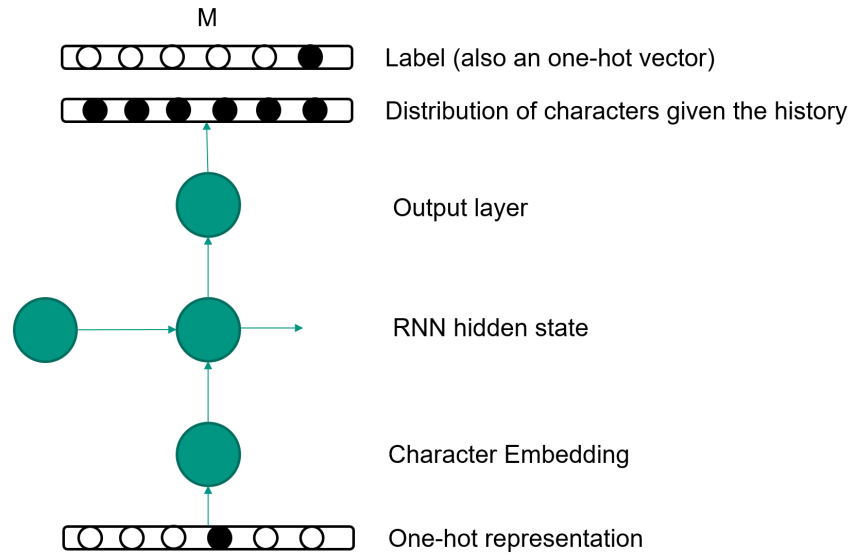 M
Label (also an one-hot vector)
Distribution of characters given the history
Output layer
RNN hidden state
Character Embedding
One-hot representation